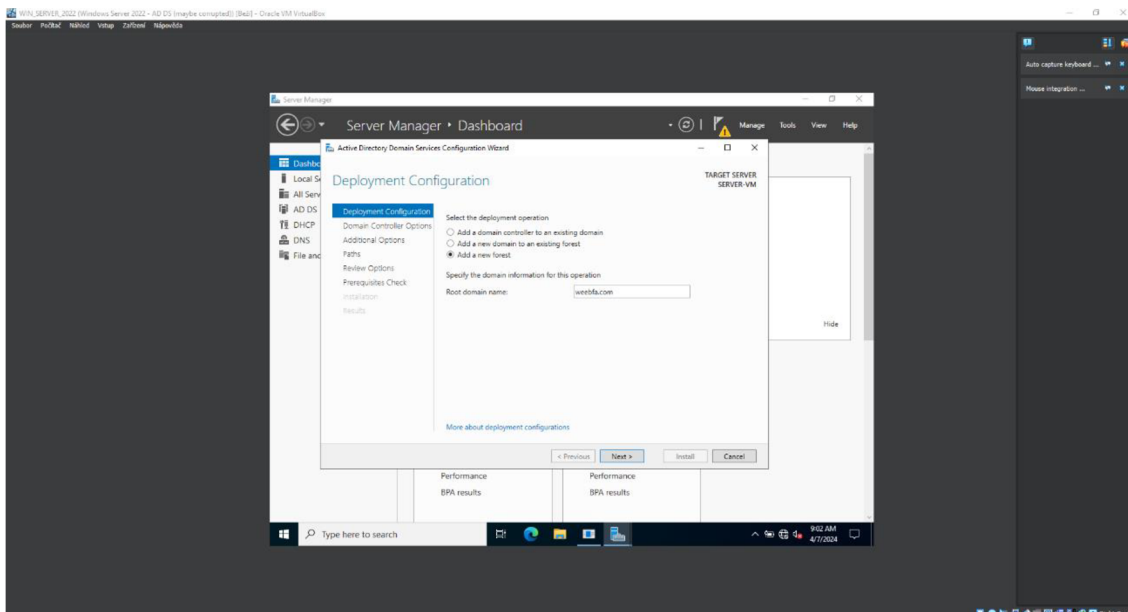 WIN_SERVER_2022 (Windows Server 2022 - AD DS (maybe corrupted)) [Běží] - Oracle VM VirtualBox
Soubor Počítač Náhled Vstup Zařízení Nápověda
Auto capture keyboard ...
Mouse integration ...
Server Manager
Server Manager • Dashboard
Manage Tools View Help
Active Directory Domain Services Configuration Wizard
Deployment Configuration
TARGET SERVER
SERVER-VM
Dashbo
Local Se
All Serv
AD DS
DHCP
DNS
File and
Deployment Configuration
Domain Controller Options
Additional Options
Paths
Review Options
Prerequisites Check
Installation
Results
Select the deployment operation
Add a domain controller to an existing domain
Add a new domain to an existing forest
Add a new forest
Specify the domain information for this operation
Root domain name: weebfa.com
Hide
More about deployment configurations
< Previous Next > Install Cancel
Performance Performance
BPA results BPA results
Type here to search
9:02 AM
4/7/2024